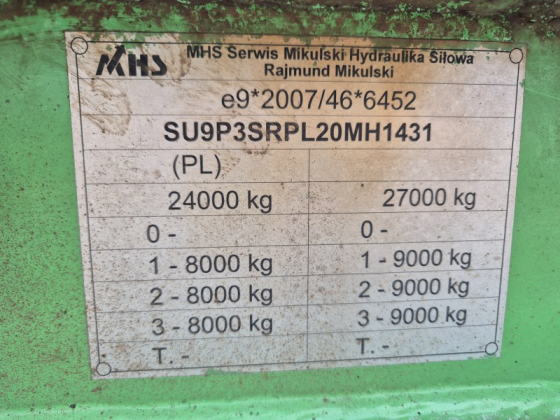 MHS
MHS Serwis Mikulski Hydraulika Siłowa
Rajmund Mikulski
e9*2007/46*6452
SU9P3SRPL20MH1431
(PL)
24000 kg 27000 kg
0 - 0 -
1 - 8000 kg 1 - 9000 kg
2 - 8000 kg 2 - 9000 kg
3 - 8000 kg 3 - 9000 kg
T. - T. -